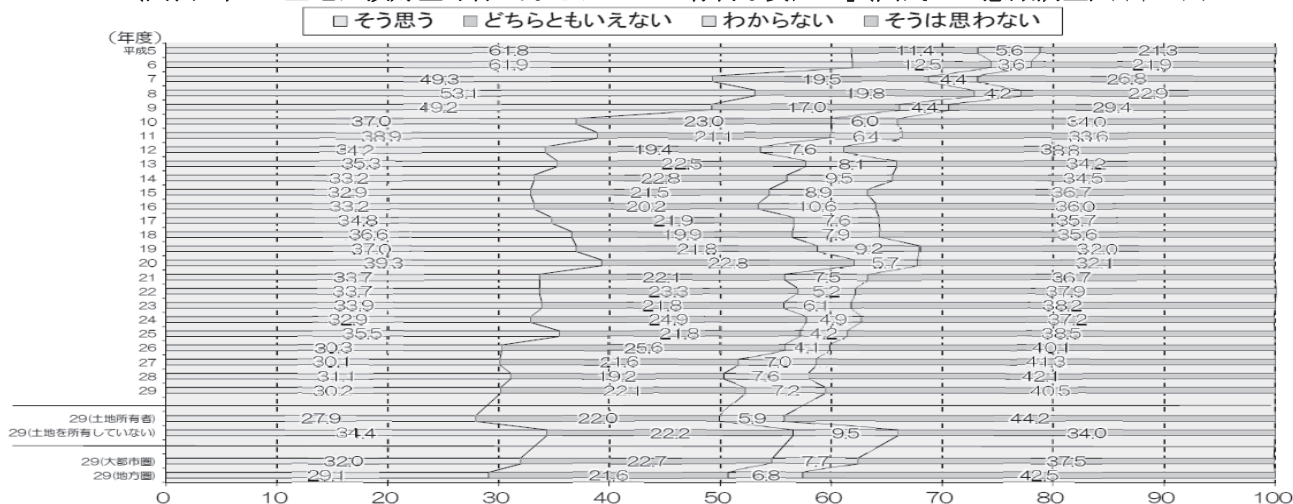 □ そう思う □ どちらともいえない □ わからない □ そうは思わない
(年度)
平成5 61.8 11.4 5.6 21.3
6 61.9 12.5 3.6 21.9
7 49.3 19.5 4.4 26.8
8 53.1 19.8 4.2 22.9
9 49.2 17.0 4.4 29.4
10 37.0 23.0 6.0 34.0
11 38.9 21.1 6.4 33.6
12 34.2 19.4 7.6 38.8
13 35.3 22.5 8.1 34.2
14 33.2 22.8 9.5 34.5
15 32.9 21.5 8.9 36.7
16 33.2 20.2 10.6 36.0
17 34.8 21.9 7.6 35.7
18 36.6 19.9 7.9 35.6
19 37.0 21.8 9.2 32.0
20 39.3 22.8 5.7 32.1
21 33.7 22.1 7.5 36.7
22 33.7 23.3 5.2 37.9
23 33.9 21.8 6.1 38.2
24 32.9 24.9 4.9 37.2
25 35.5 21.8 4.2 38.5
26 30.3 25.6 4.1 40.1
27 30.1 21.6 7.0 41.3
28 31.1 19.2 7.6 42.1
29 30.2 22.1 7.2 40.5
29(土地所有者) 27.9 22.0 5.9 44.2
29(土地を所有していない) 34.4 22.2 9.5 34.0
29(大都市圏) 32.0 22.7 7.7 37.5
29(地方圏) 29.1 21.6 6.8 42.5
0 10 20 30 40 50 60 70 80 90 100